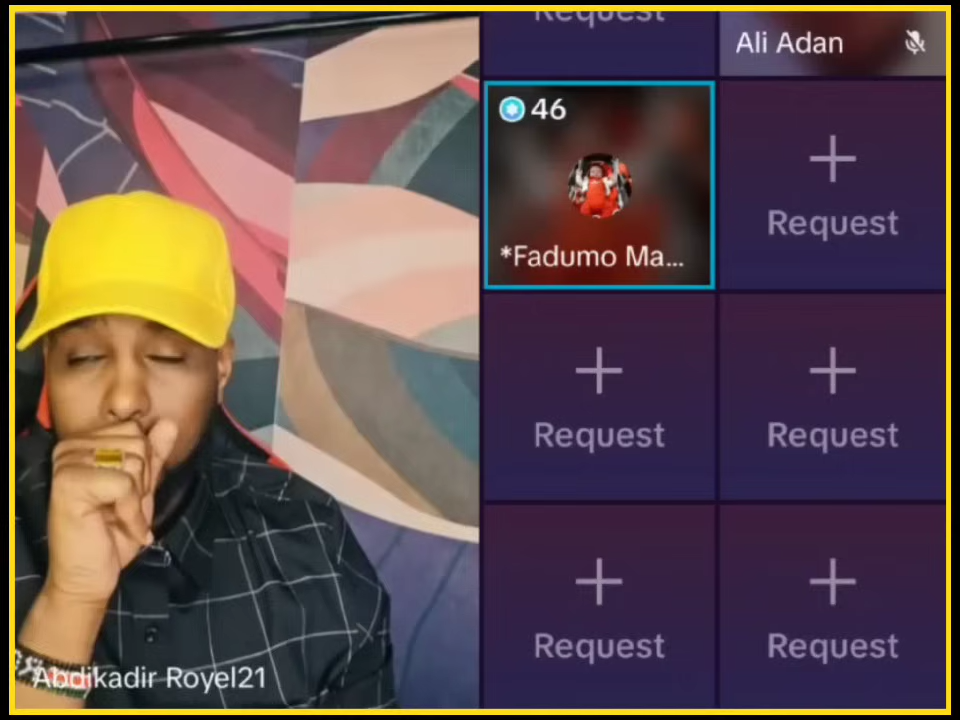 Request
Ali Adan
46
*Fadumo Ma...
Request
Request
Request
Request
Request
Abdikadir Royel21